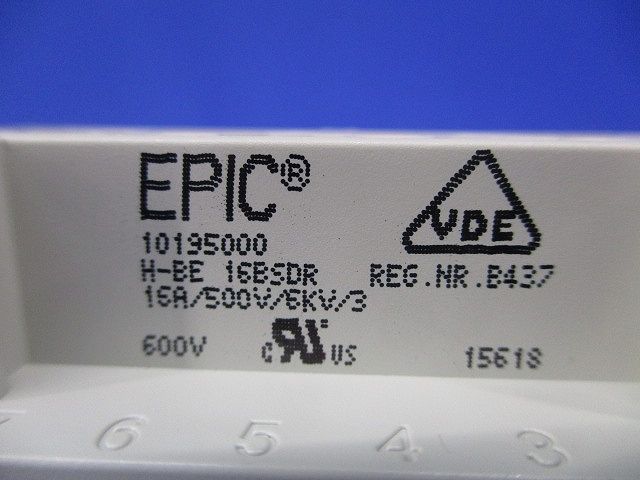 EPIC®
VDE
10195000
H-BE 16BSDR REG.NR.B437
16A/500V/6KV/3
600V c RU US 15618
6 5 4 3